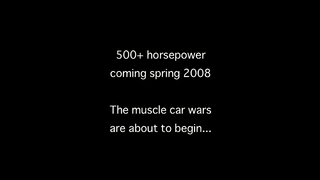 500+ horsepower
coming spring 2008
The muscle car wars
are about to begin...